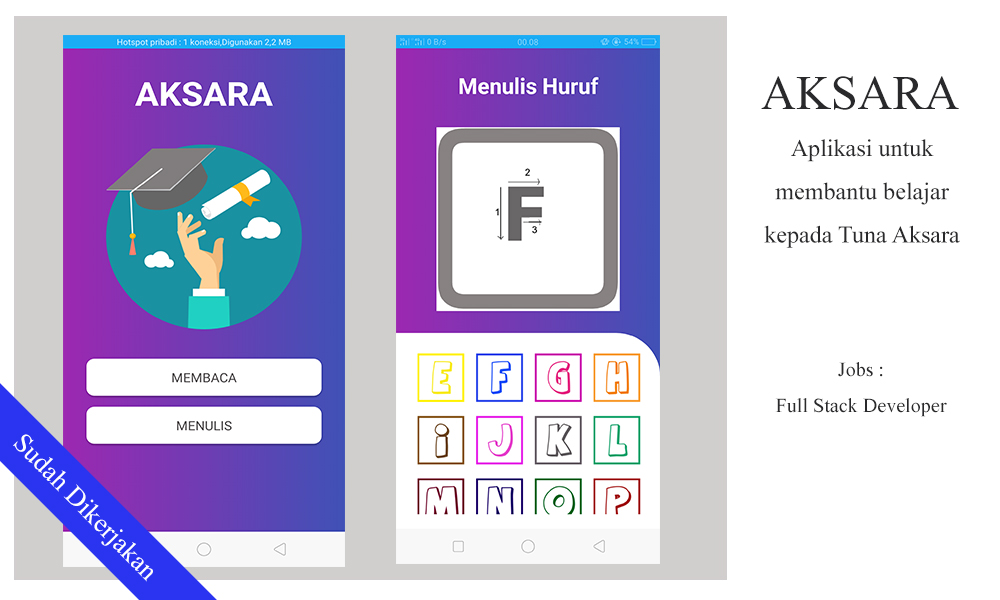 Hotspot pribadi : 1 koneksi,Digunakan 2,2 MB
AKSARA
MEMBACA
MENULIS
Sudah Dikerjakan
0 B/s
00.08
54%
Menulis Huruf
2
1
F
3
E
F
G
H
i
J
K
L
M
N
O
P
AKSARA
Aplikasi untuk
membantu belajar
kepada Tuna Aksara
Jobs :
Full Stack Developer